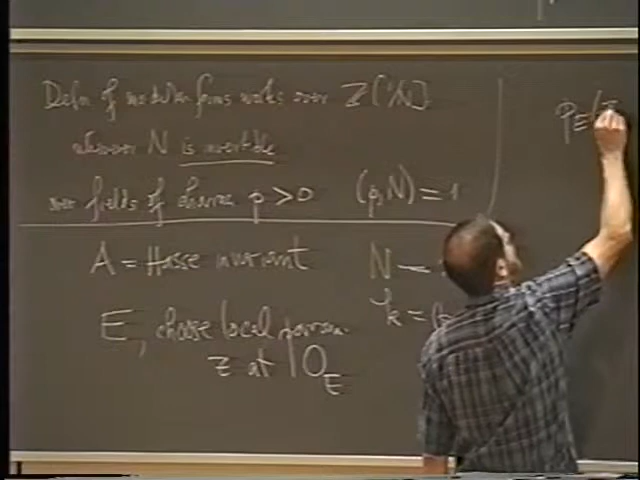 Defn of modular forms works over Z[1/N]
whenever N is invertible
over fields of charac p > 0 (p, N) = 1
A = Hasse invariant N —
E, choose local param k = (p
z at O_E